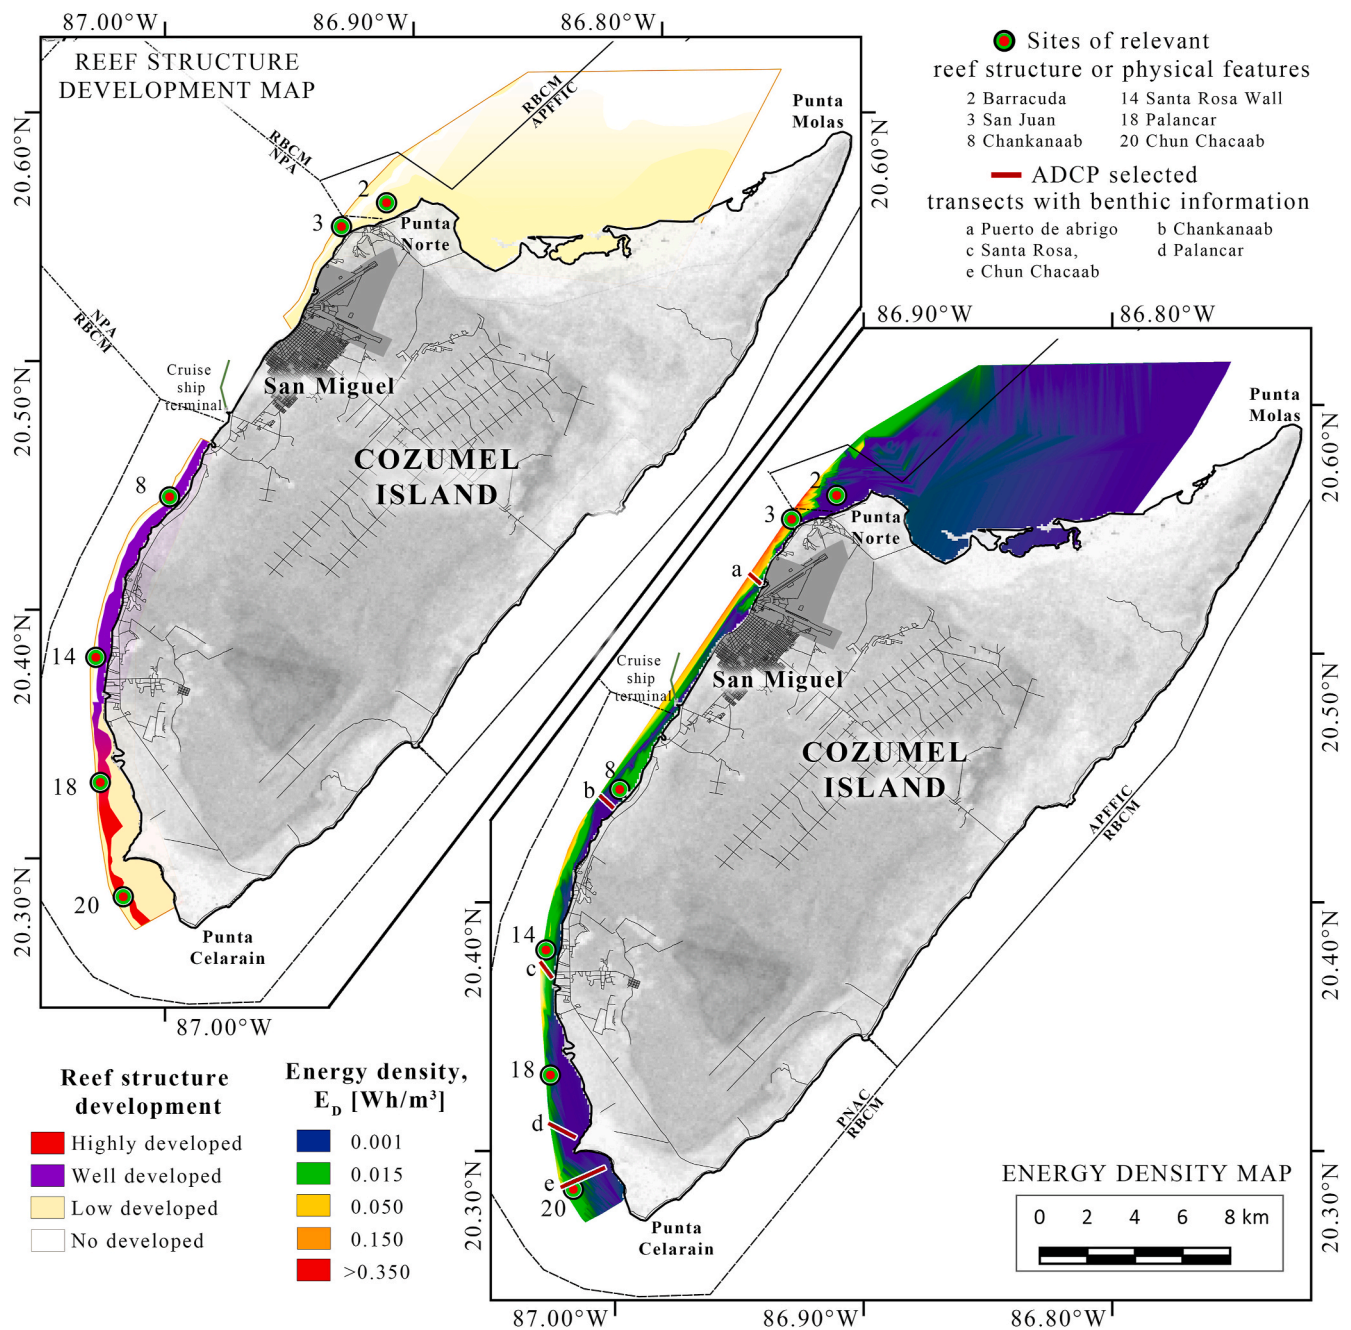 87.00°W
86.90°W
86.80°W
REEF STRUCTURE
DEVELOPMENT MAP
RBCM
APFFIC
RBCM
NPA
Punta
Molas
20.60°N
20.60°N
2
3
Punta
Norte
NPA
RBCM
Cruise
ship
terminal
San Miguel
20.50°N
COZUMEL
ISLAND
8
14
20.40°N
18
20
20.30°N
Punta
Celarain
87.00°W
Sites of relevant
reef structure or physical features
2 Barracuda
14 Santa Rosa Wall
3 San Juan
18 Palancar
8 Chankanaab
20 Chun Chacaab
ADCP selected
transects with benthic information
a Puerto de abrigo
b Chankanaab
c Santa Rosa,
d Palancar
e Chun Chacaab
86.90°W
86.80°W
Punta
Molas
20.60°N
2
3
Punta
Norte
a
Cruise
ship
terminal
San Miguel
20.50°N
COZUMEL
ISLAND
8
b
APFFIC
RBCM
14
c
20.40°N
20.40°N
18
d
PNAC
RBCM
e
20
20.30°N
20.30°N
Punta
Celarain
ENERGY DENSITY MAP
0 2 4 6 8 km
87.00°W
86.90°W
86.80°W
Reef structure
development
Highly developed
Well developed
Low developed
No developed
Energy density,
E_D [Wh/m³]
0.001
0.015
0.050
0.150
>0.350